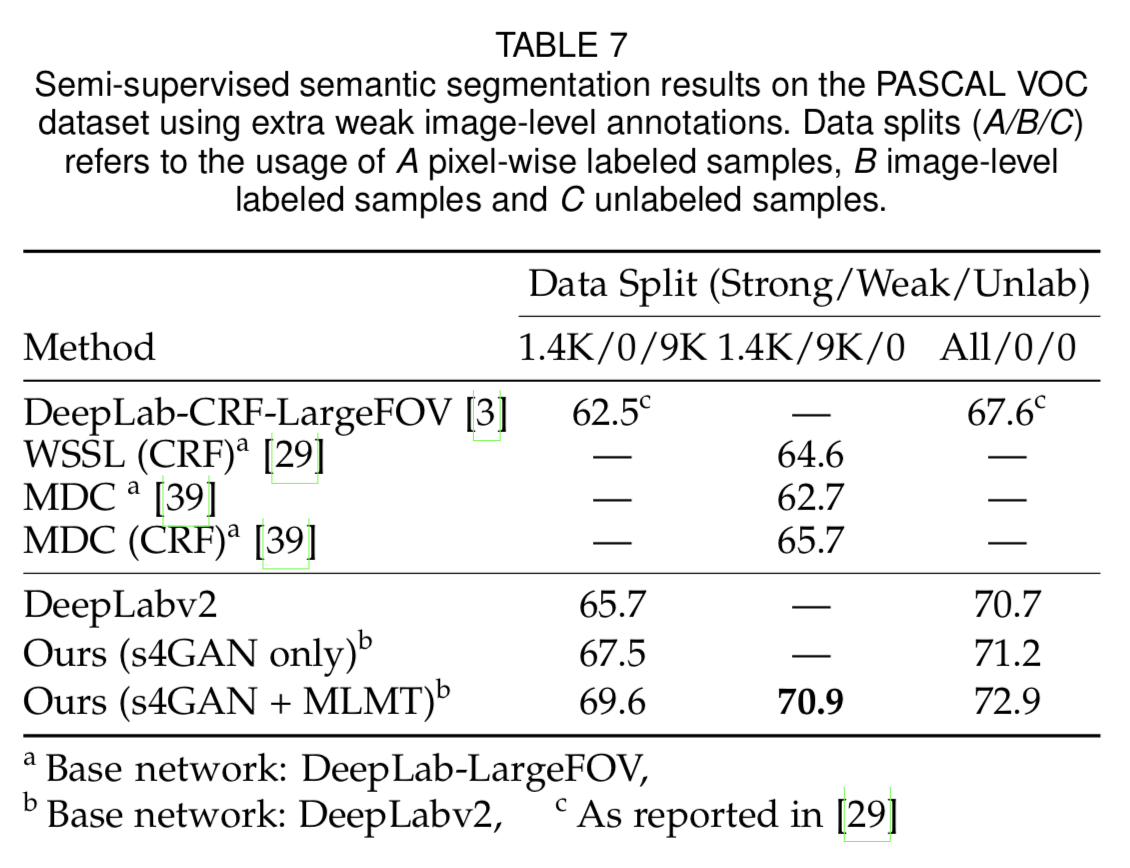 TABLE 7
Semi-supervised semantic segmentation results on the PASCAL VOC
dataset using extra weak image-level annotations. Data splits (A/B/C)
refers to the usage of A pixel-wise labeled samples, B image-level
labeled samples and C unlabeled samples.
Data Split (Strong/Weak/Unlab)
Method 1.4K/0/9K 1.4K/9K/0 All/0/0
DeepLab-CRF-LargeFOV [3] 62.5ᶜ — 67.6ᶜ
WSSL (CRF)ᵃ [29] — 64.6 —
MDC ᵃ [39] — 62.7 —
MDC (CRF)ᵃ [39] — 65.7 —
DeepLabv2 65.7 — 70.7
Ours (s4GAN only)ᵇ 67.5 — 71.2
Ours (s4GAN + MLMT)ᵇ 69.6 70.9 72.9
ᵃ Base network: DeepLab-LargeFOV,
ᵇ Base network: DeepLabv2, ᶜ As reported in [29]